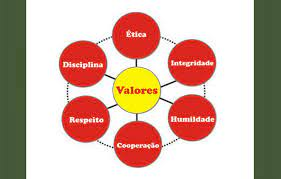 Ética
Disciplina
Integridade
Valores
Respeito
Humildade
Cooperação